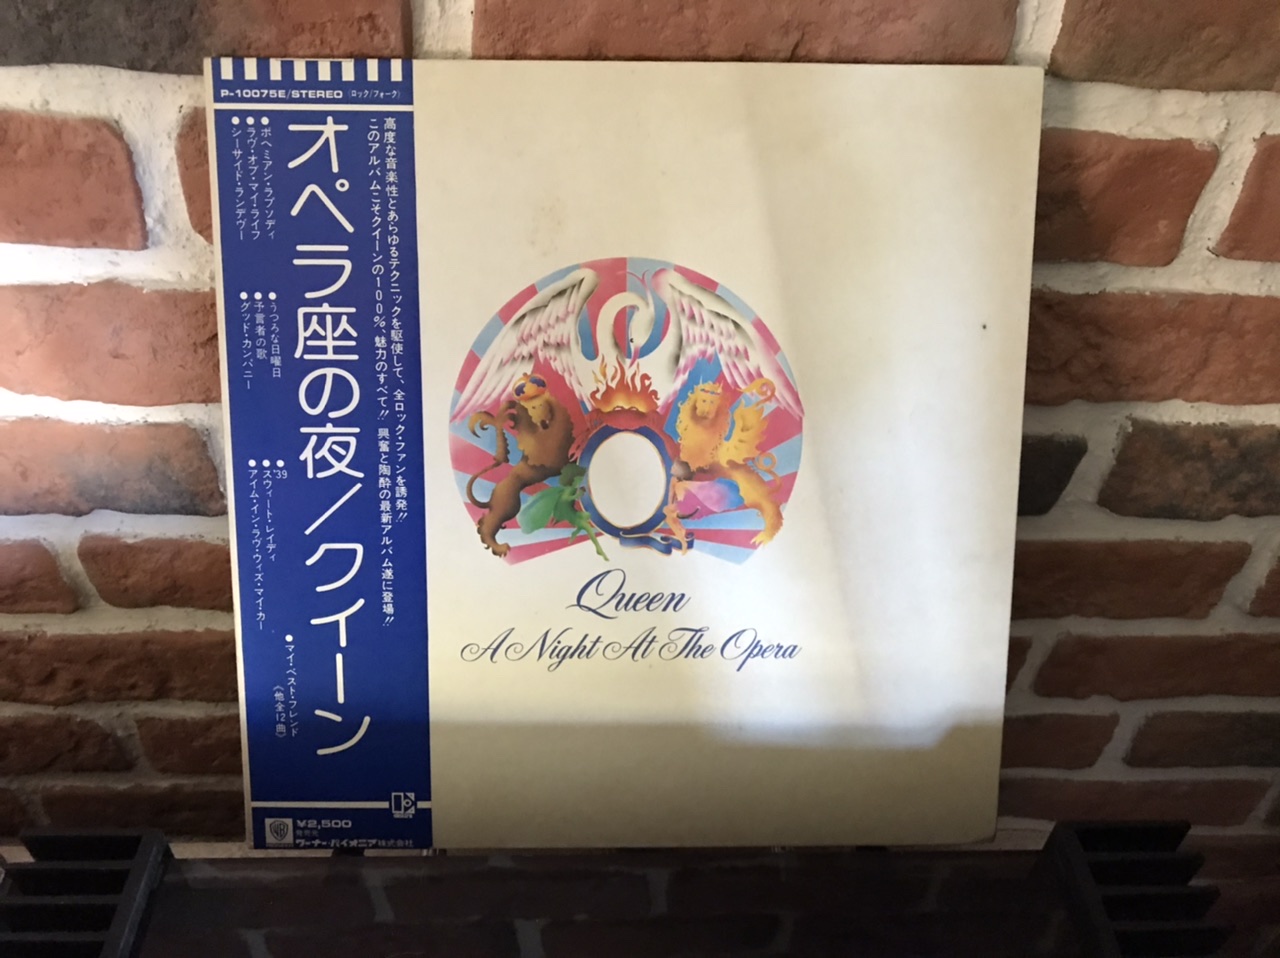 P-10075E/STEREO (ロック/フォーク)
高度な音楽性とあらゆるテクニックを駆使して、全ロック・ファンを誘発!!
このアルバムこそクイーンの100%、魅力のすべて!! 興奮と陶酔の最新アルバム遂に登場!!
オペラ座の夜/クイーン
●ボヘミアン・ラプソディ
●ラヴ・オブ・マイ・ライフ
●シーサイド・ランデヴー
●うつろな日曜日
●予言者の歌
●グッド・カンパニー
●'39
●スウィート・レイディ
●アイム・イン・ラヴ・ウィズ・マイ・カー
●マイ・ベスト・フレンド
《他全12曲》
¥2,500
発売元
ワーナー・パイオニア株式会社
Queen
A Night At The Opera